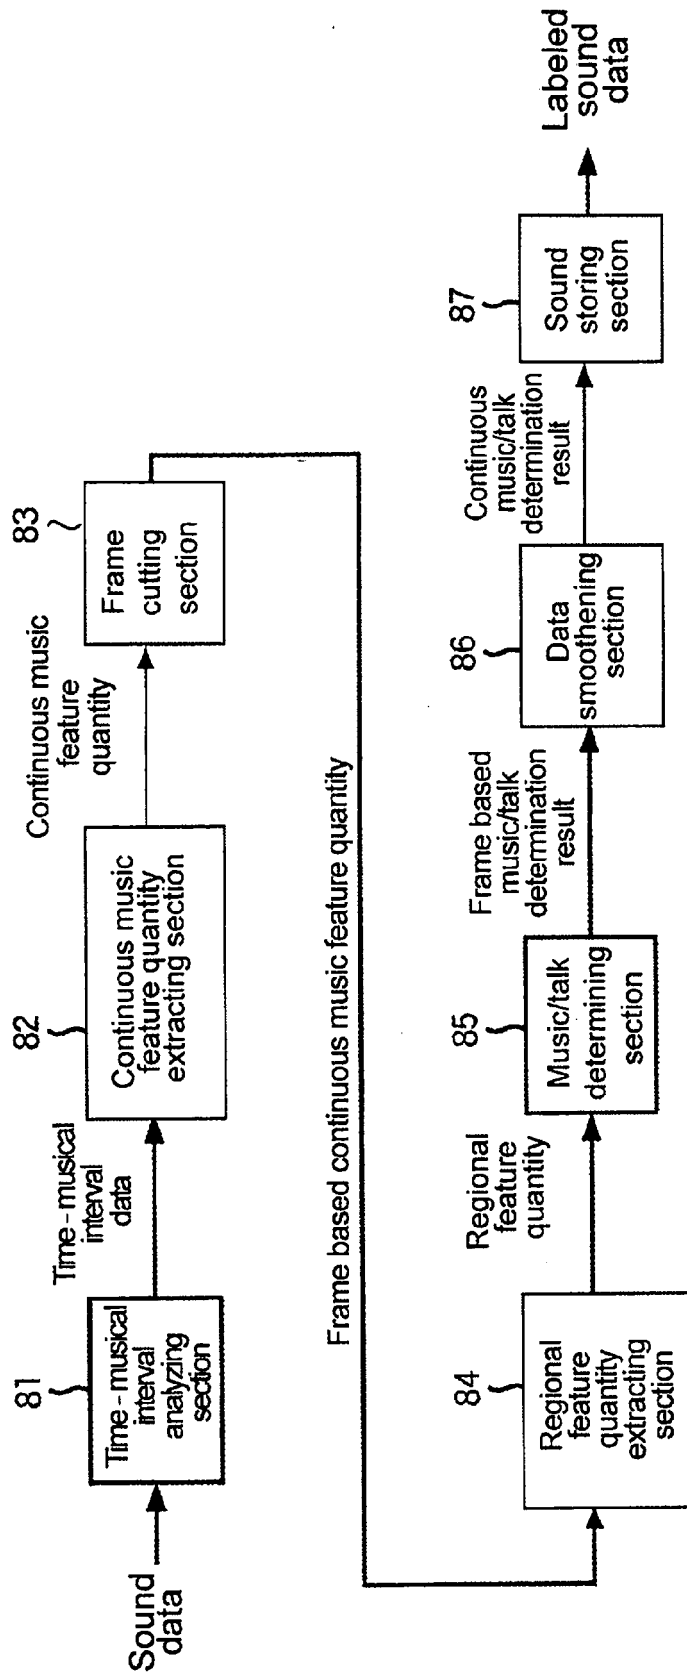 Sound
data
81
Time-musical
interval
analyzing
section
Time-musical
interval
data
82
Continuous music
feature quantity
extracting section
Continuous music
feature
quantity
83
Frame
cutting
section
Frame based continuous music feature quantity
84
Regional
feature
quantity
extracting
section
Regional
feature
quantity
85
Music/talk
determining
section
Frame based
music/talk
determination
result
86
Data
smoothening
section
Continuous
music/talk
determination
result
87
Sound
storing
section
Labeled
sound
data